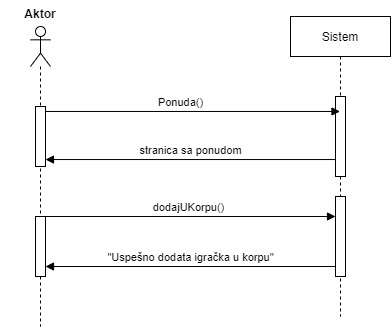 Aktor
Sistem
Ponuda()
stranica sa ponudom
dodajUKorpu()
"Uspešno dodata igračka u korpu"